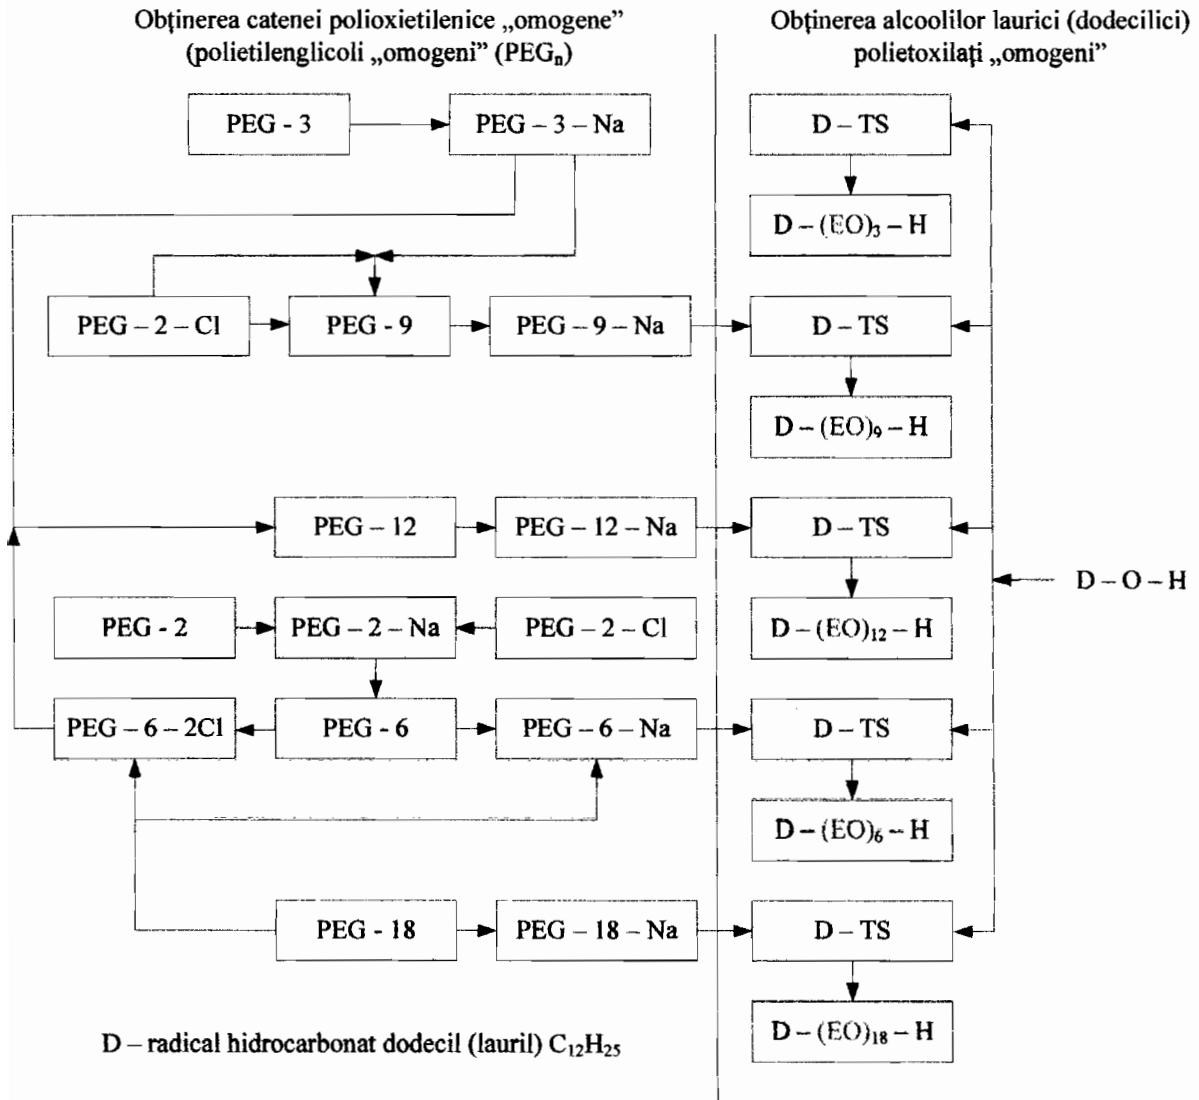 Obținerea catenei polioxietilenice „omogene”
(polietilenglicoli „omogeni” (PEGn)
Obținerea alcoolilor laurici (dodecilici)
polietoxilați „omogeni”
PEG - 3
PEG – 3 – Na
D – TS
D – (EO)3 – H
PEG – 2 – Cl
PEG - 9
PEG – 9 – Na
D – TS
D – (EO)9 – H
PEG – 12
PEG – 12 – Na
D – TS
D – O – H
PEG - 2
PEG – 2 – Na
PEG – 2 – Cl
D – (EO)12 – H
PEG – 6 – 2Cl
PEG - 6
PEG – 6 – Na
D – TS
D – (EO)6 – H
PEG - 18
PEG – 18 – Na
D – TS
D – (EO)18 – H
D – radical hidrocarbonat dodecil (lauril) C12H25